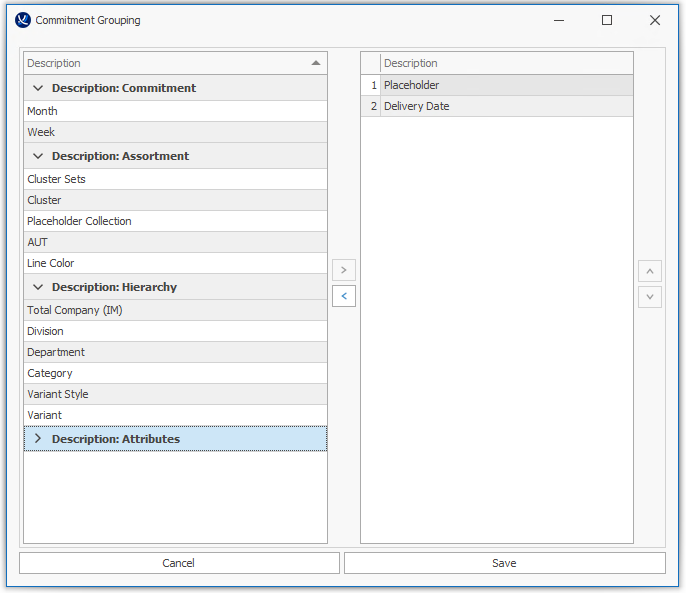 Commitment Grouping
Description
Description: Commitment
Month
Week
Description: Assortment
Cluster Sets
Cluster
Placeholder Collection
AUT
Line Color
Description: Hierarchy
Total Company (IM)
Division
Department
Category
Variant Style
Variant
Description: Attributes
Description
1 Placeholder
2 Delivery Date
Cancel
Save